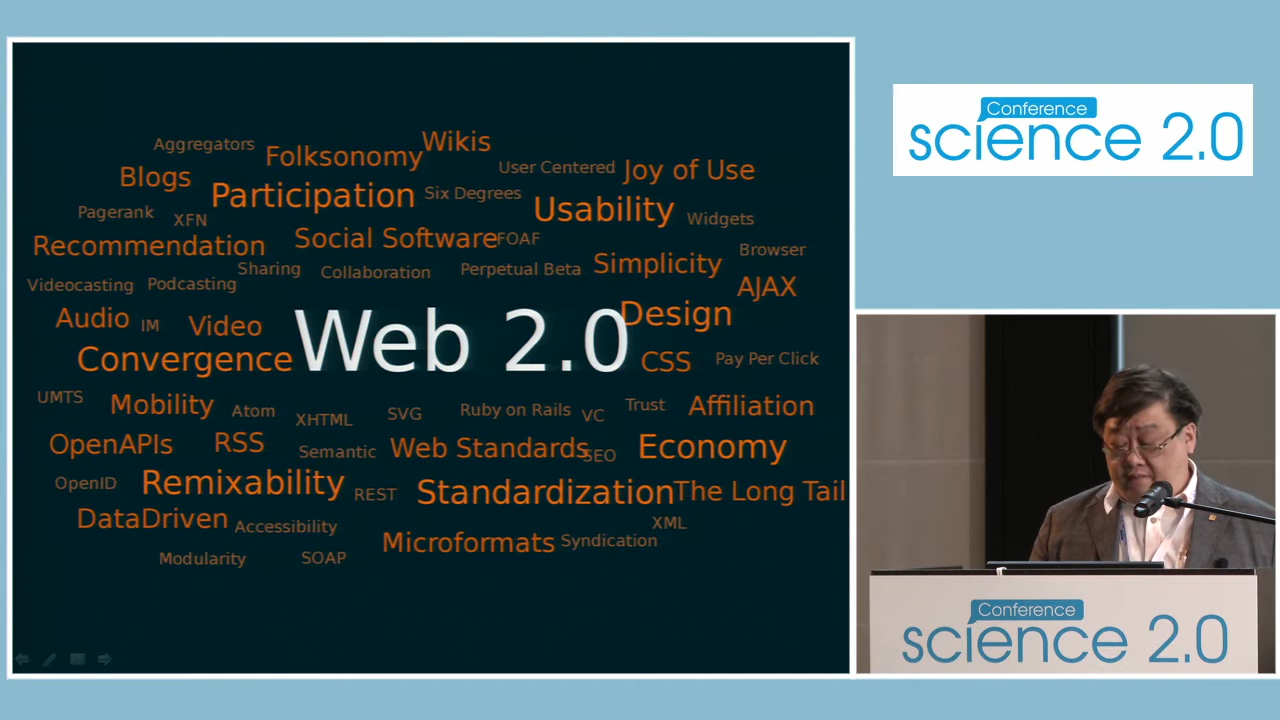 Aggregators
Folksonomy
Wikis
Blogs
Participation
Six Degrees
User Centered
Joy of Use
Usability
Widgets
Pagerank
XFN
Recommendation
Social Software
FOAF
Browser
Sharing
Collaboration
Perpetual Beta
Simplicity
Videocasting
Podcasting
AJAX
Audio
IM
Video
Web 2.0
Design
Convergence
CSS
Pay Per Click
UMTS
Mobility
Atom
XHTML
SVG
Ruby on Rails
VC
Trust
Affiliation
OpenAPIs
RSS
Semantic
Web Standards
SEO
Economy
OpenID
Remixability
REST
Standardization
The Long Tail
DataDriven
Accessibility
XML
Microformats
Syndication
Modularity
SOAP
Conference
science 2.0
Conference
science 2.0